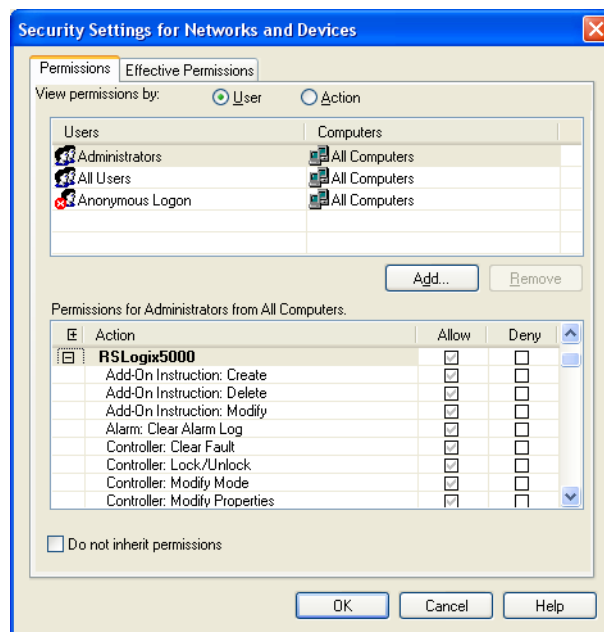 Security Settings for Networks and Devices
Permissions Effective Permissions
View permissions by: User Action
Users Computers
Administrators All Computers
All Users All Computers
Anonymous Logon All Computers
Add... Remove
Permissions for Administrators from All Computers.
Action Allow Deny
RSLogix5000
Add-On Instruction: Create
Add-On Instruction: Delete
Add-On Instruction: Modify
Alarm: Clear Alarm Log
Controller: Clear Fault
Controller: Lock/Unlock
Controller: Modify Mode
Controller: Modify Properties
Do not inherit permissions
OK Cancel Help